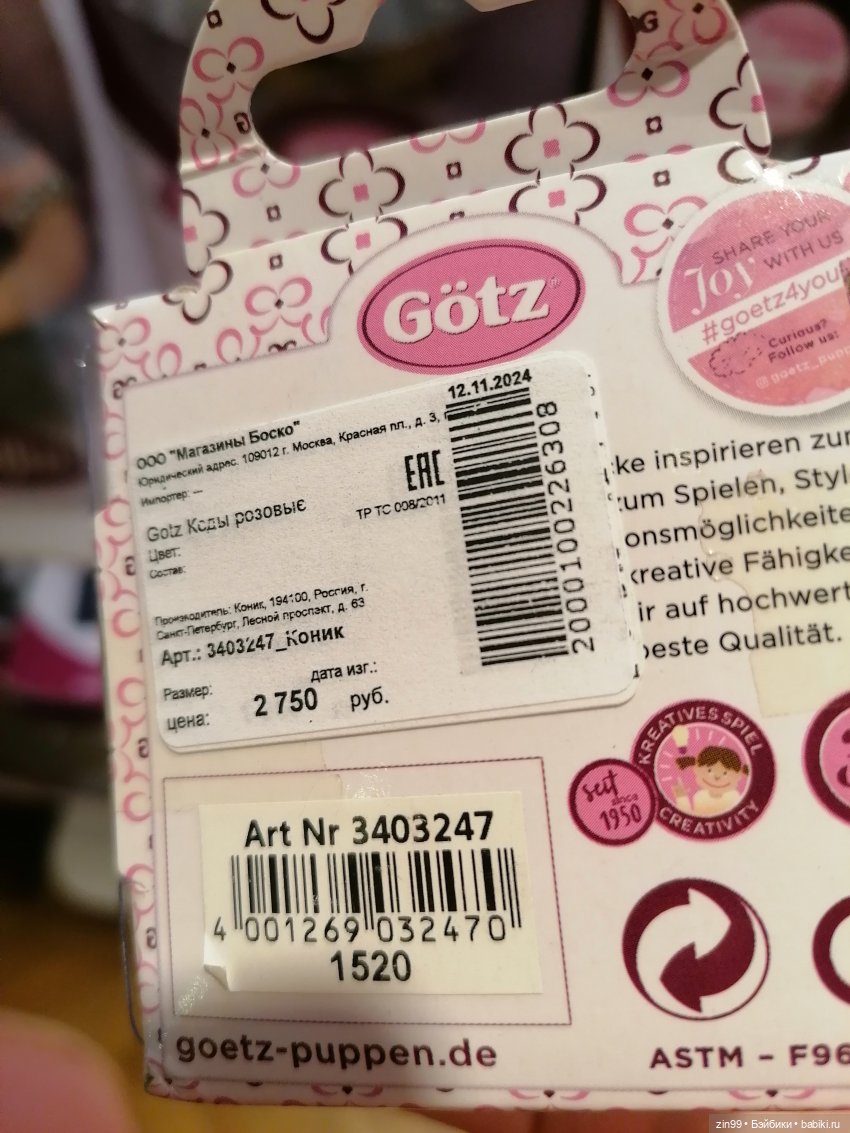 Götz
SHARE YOUR
Joy WITH US
#goetz4you
Curious?
Follow us:
12.11.2024
ООО "Магазины Боско"
Юридический адрес: 109012 г. Москва, Красная пл., д. 3,
Импортер: —
ЕАС
ТР ТС 008/2011
Gotz Кеды розовые
Цвет:
Состав:
Производитель: Коник, 194100, Россия, г.
Санкт-Петербург, Лесной проспект, д. 63
Арт.: 3403247_Коник
дата изг.:
Размер:
цена: 2 750 руб.
2000100226308
ke inspirieren zur
zum Spielen, Styl
onsmöglichkeite
kreative Fähigke
ir auf hochwert
beste Qualität.
KREATIVES SPIEL
CREATIVITY
seit
since
1950
Art Nr 3403247
4 001269 032470
1520
goetz-puppen.de
ASTM – F96
zin99 • Бэйбики • babiki.ru